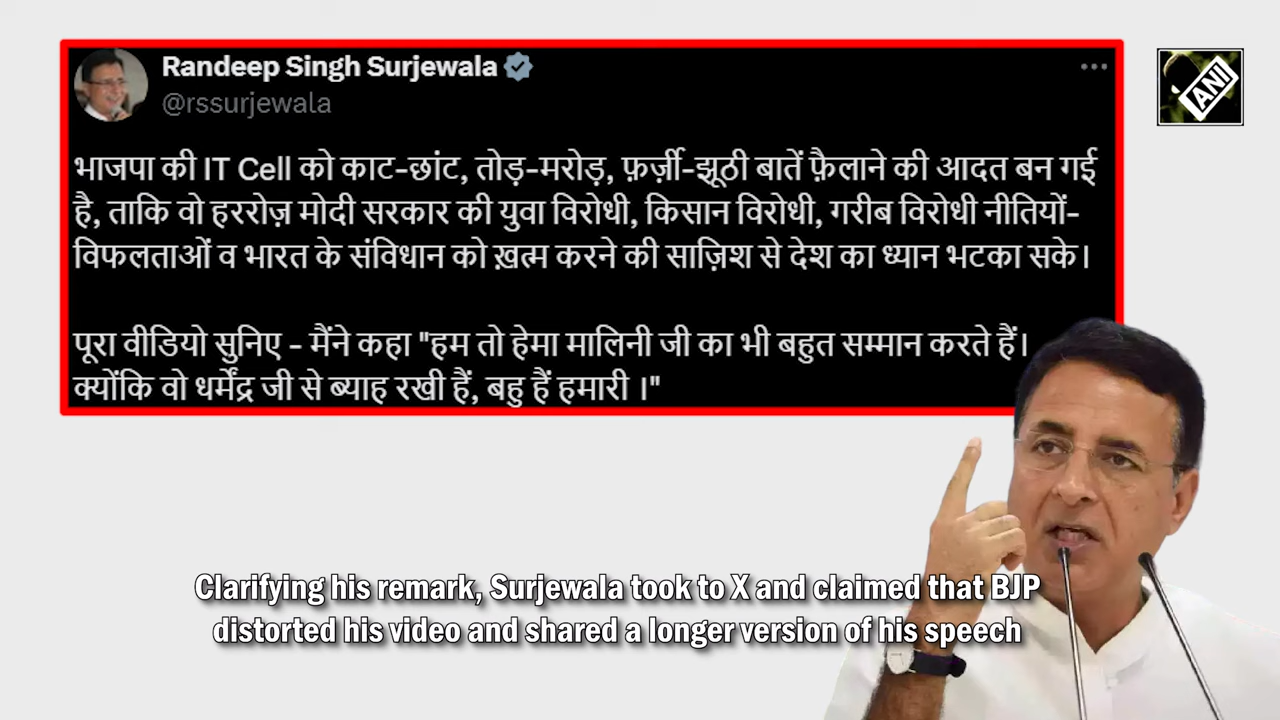 Randeep Singh Surjewala
@rssurjewala
ANI
भाजपा की IT Cell को काट-छांट, तोड़-मरोड़, फ़र्ज़ी-झूठी बातें फ़ैलाने की आदत बन गई
है, ताकि वो हररोज़ मोदी सरकार की युवा विरोधी, किसान विरोधी, गरीब विरोधी नीतियों-
विफलताओं व भारत के संविधान को ख़त्म करने की साज़िश से देश का ध्यान भटका सके।
पूरा वीडियो सुनिए - मैंने कहा "हम तो हेमा मालिनी जी का भी बहुत सम्मान करते हैं।
क्योंकि वो धर्मेंद्र जी से ब्याह रखी हैं, बहु हैं हमारी ।"
Clarifying his remark, Surjewala took to X and claimed that BJP
distorted his video and shared a longer version of his speech